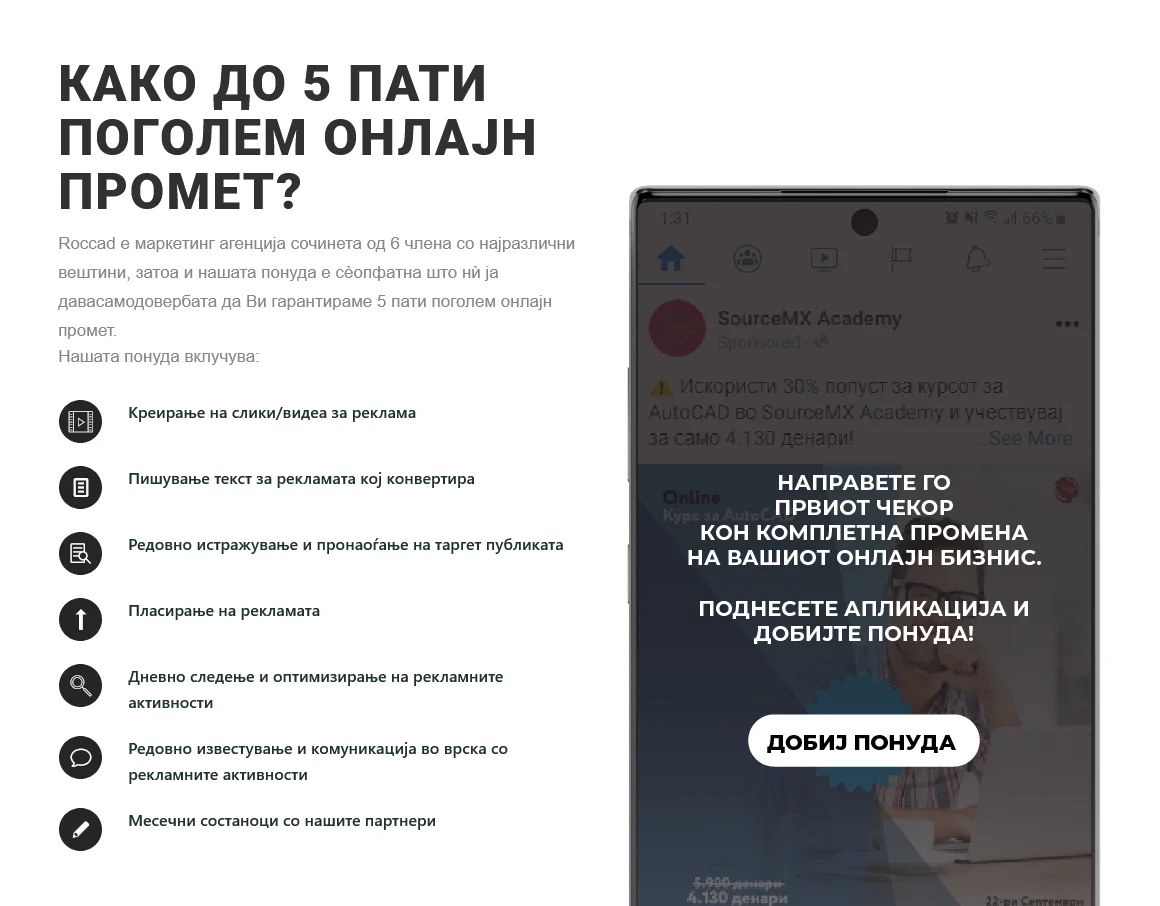 КАКО ДО 5 ПАТИ
ПОГОЛЕМ ОНЛАЈН
ПРОМЕТ?
Roccad е маркетинг агенција сочинета од 6 члена со најразлични
вештини, затоа и нашата понуда е сѐопфатна што нѝ ја
давасамодовербата да Ви гарантираме 5 пати поголем онлајн
промет.
Нашата понуда вклучува:
Креирање на слики/видеа за реклама
Пишување текст за рекламата кој конвертира
Редовно истражување и пронаоѓање на таргет публиката
Пласирање на рекламата
Дневно следење и оптимизирање на рекламните
активности
Редовно известување и комуникација во врска со
рекламните активности
Месечни состаноци со нашите партнери
1:31
66%
SourceMX Academy
Sponsored ·
Искористи 30% попуст за курсот за
AutoCAD во SourceMX Academy и учествувај
за само 4.130 денари!
...See More
Online
Курс за AutoCAD
НАПРАВЕТЕ ГО
ПРВИОТ ЧЕКОР
КОН КОМПЛЕТНА ПРОМЕНА
НА ВАШИОТ ОНЛАЈН БИЗНИС.
ПОДНЕСЕТЕ АПЛИКАЦИЈА И
ДОБИЈТЕ ПОНУДА!
ДОБИЈ ПОНУДА
5.900 денари
4.130 денари
22-ри Септември